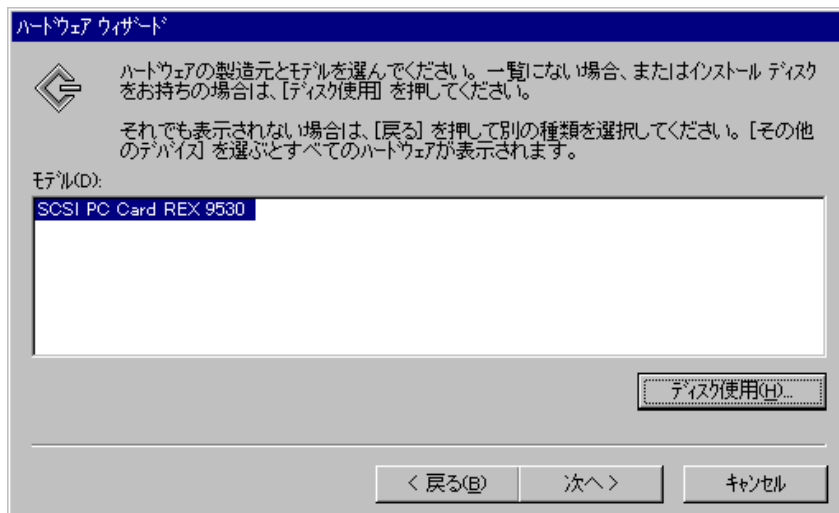 ハードウェア ウィザード
ハードウェアの製造元とモデルを選んでください。一覧にない場合、またはインストール ディスク
をお持ちの場合は、[ディスク使用] を押してください。
それでも表示されない場合は、[戻る] を押して別の種類を選択してください。[その他
のデバイス] を選ぶとすべてのハードウェアが表示されます。
モデル(D):
SCSI PC Card REX 9530
ディスク使用(H)...
< 戻る(B)
次へ >
キャンセル